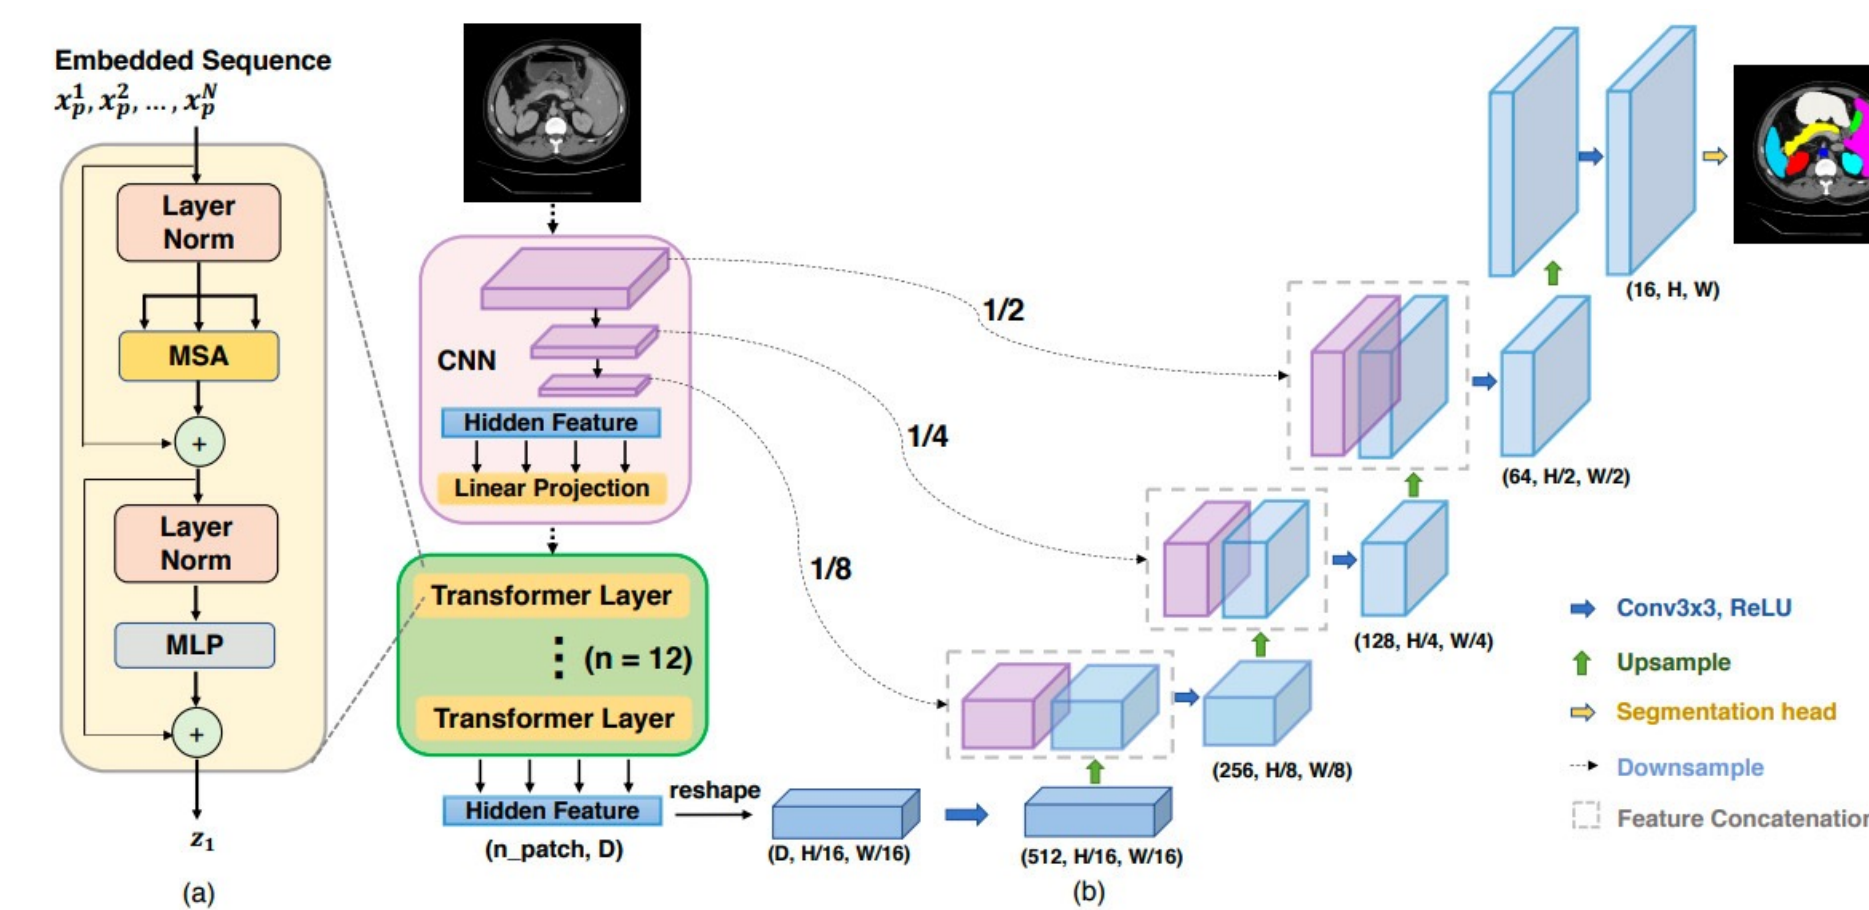 Embedded Sequence
x_p^1, x_p^2, ..., x_p^N
Layer
Norm
MSA
+
Layer
Norm
MLP
+
z_1
(a)
CNN
Hidden Feature
Linear Projection
Transformer Layer
(n = 12)
Transformer Layer
Hidden Feature
(n_patch, D)
reshape
(D, H/16, W/16)
(512, H/16, W/16)
(b)
1/2
1/4
1/8
(256, H/8, W/8)
(128, H/4, W/4)
(64, H/2, W/2)
(16, H, W)
Conv3x3, ReLU
Upsample
Segmentation head
Downsample
Feature Concatenation